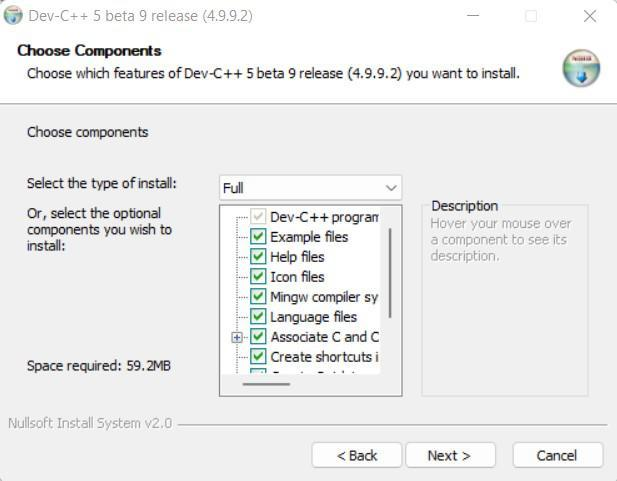 Dev-C++ 5 beta 9 release (4.9.9.2)
Choose Components
Choose which features of Dev-C++ 5 beta 9 release (4.9.9.2) you want to install.
Choose components
Select the type of install:
Full
Or, select the optional
components you wish to
install:
Dev-C++ program
Example files
Help files
Icon files
Mingw compiler sy
Language files
Associate C and C
Create shortcuts i
Description
Hover your mouse over
a component to see its
description.
Space required: 59.2MB
Nullsoft Install System v2.0
< Back
Next >
Cancel